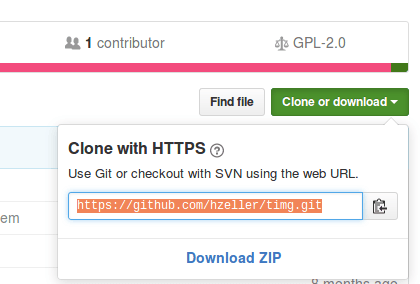 1 contributor
GPL-2.0
Find file
Clone or download
Clone with HTTPS ?
Use Git or checkout with SVN using the web URL.
https://github.com/hzeller/timg.git
em
Download ZIP
8 months ago